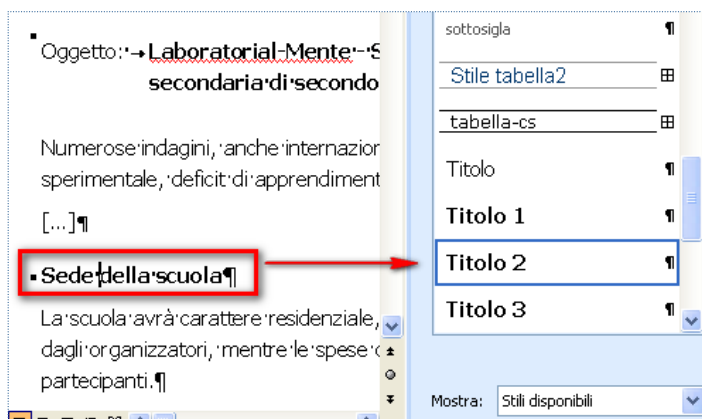 Oggetto: Laboratorial-Mente - S
secondaria di secondo
Numerose indagini, anche internazion
sperimentale, deficit di apprendiment
[...]¶
Sede della scuola¶
La scuola avrà carattere residenziale,
dagli organizzatori, mentre le spese
partecipanti.¶
sottosigla ¶
Stile tabella2
tabella-cs
Titolo ¶
Titolo 1 ¶
Titolo 2 ¶
Titolo 3 ¶
Mostra: Stili disponibili